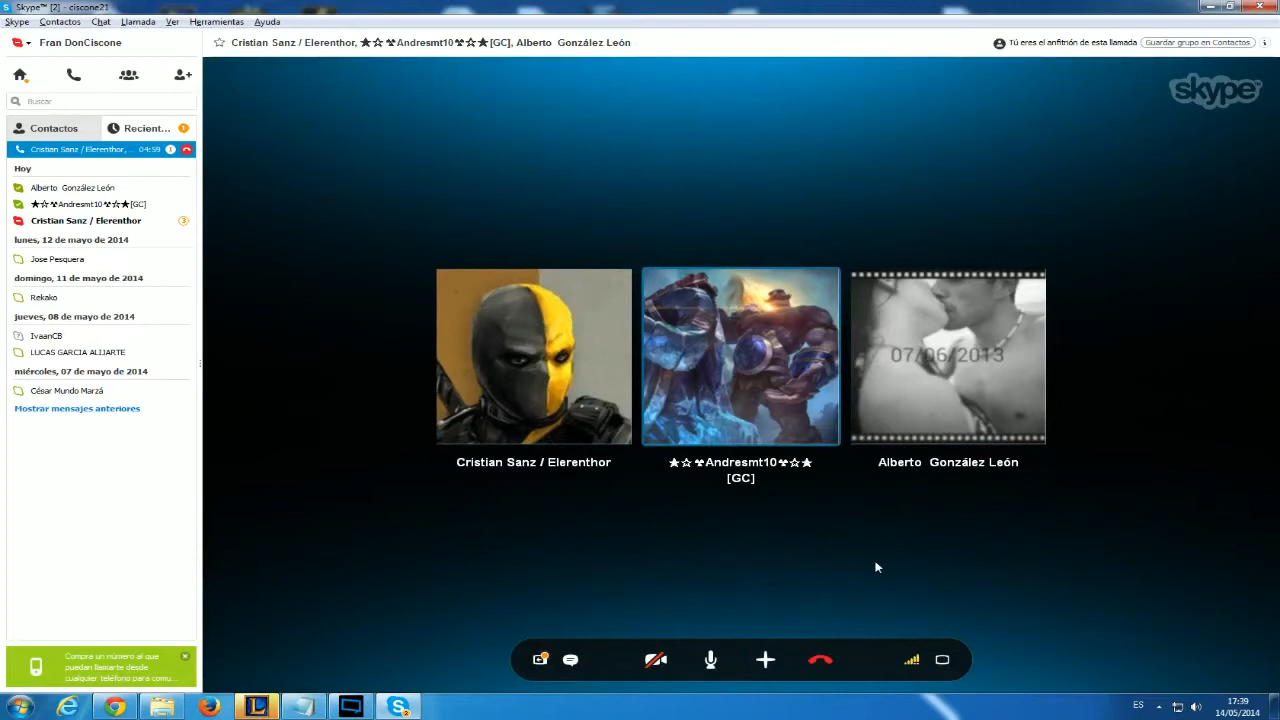 Skype™ [2] - ciscone21
Skype Contactos Chat Llamada Ver Herramientas Ayuda
Fran DonCiscone
Cristian Sanz / Elerenthor, ★☆☣Andresmt10☣☆★[GC], Alberto González León
Tú eres el anfitrión de esta llamada
Guardar grupo en Contactos
skype
Buscar
Contactos
Recient... 1
Cristian Sanz / Elerenthor,... 04:59 1
Hoy
Alberto González León
★☆☣Andresmt10☣☆★[GC]
Cristian Sanz / Elerenthor 3
lunes, 12 de mayo de 2014
Jose Pesquera
domingo, 11 de mayo de 2014
Rekako
jueves, 08 de mayo de 2014
IvaanCB
LUCAS GARCIA ALIJARTE
miércoles, 07 de mayo de 2014
César Mundo Marzá
Mostrar mensajes anteriores
07/06/2013
Cristian Sanz / Elerenthor
★☆☣Andresmt10☣☆★
[GC]
Alberto González León
Compra un número al que
puedan llamarte desde
cualquier teléfono para comu...
ES
17:39
14/05/2014